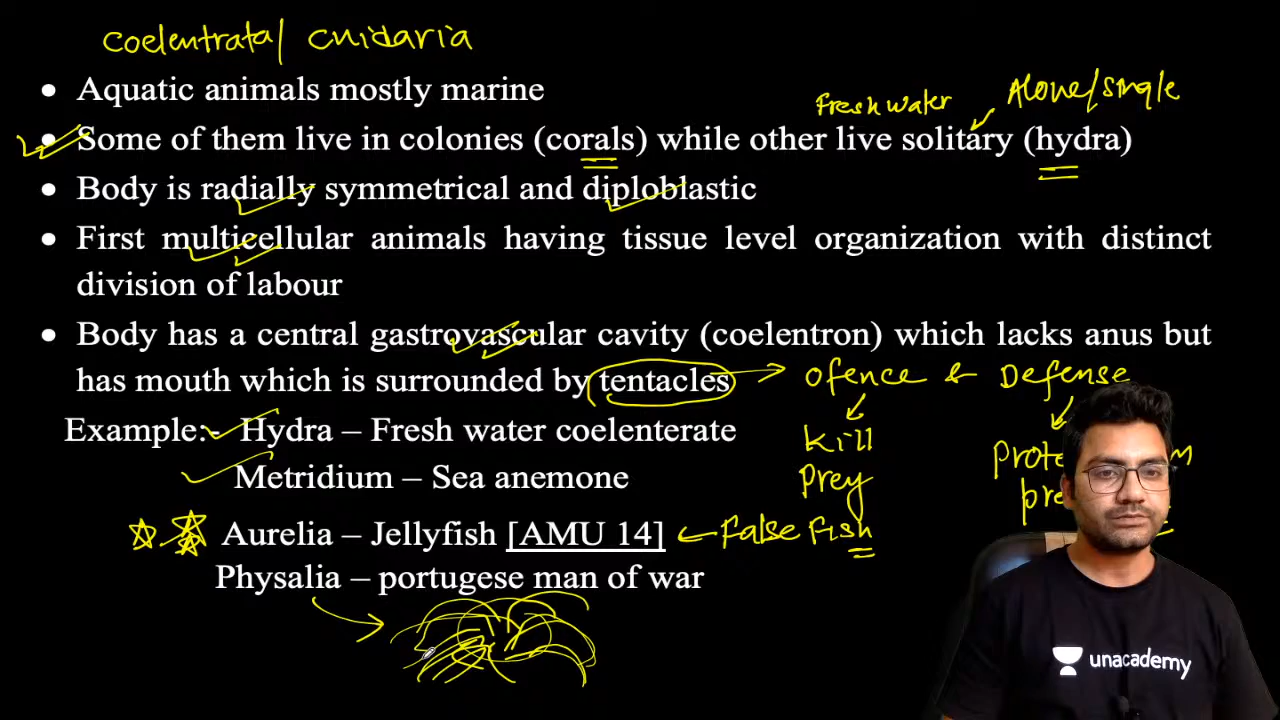 Coelentrata/ Cnidaria
• Aquatic animals mostly marine
Fresh water Alone/single
• Some of them live in colonies (corals) while other live solitary (hydra)
• Body is radially symmetrical and diploblastic
• First multicellular animals having tissue level organization with distinct
division of labour
• Body has a central gastrovascular cavity (coelentron) which lacks anus but
has mouth which is surrounded by tentacles → Ofence & Defense
Example:- Hydra – Fresh water coelenterate
Kill
Metridium – Sea anemone
Prey
Aurelia – Jellyfish [AMU 14] ← False Fish
Physalia – portugese man of war
unacademy